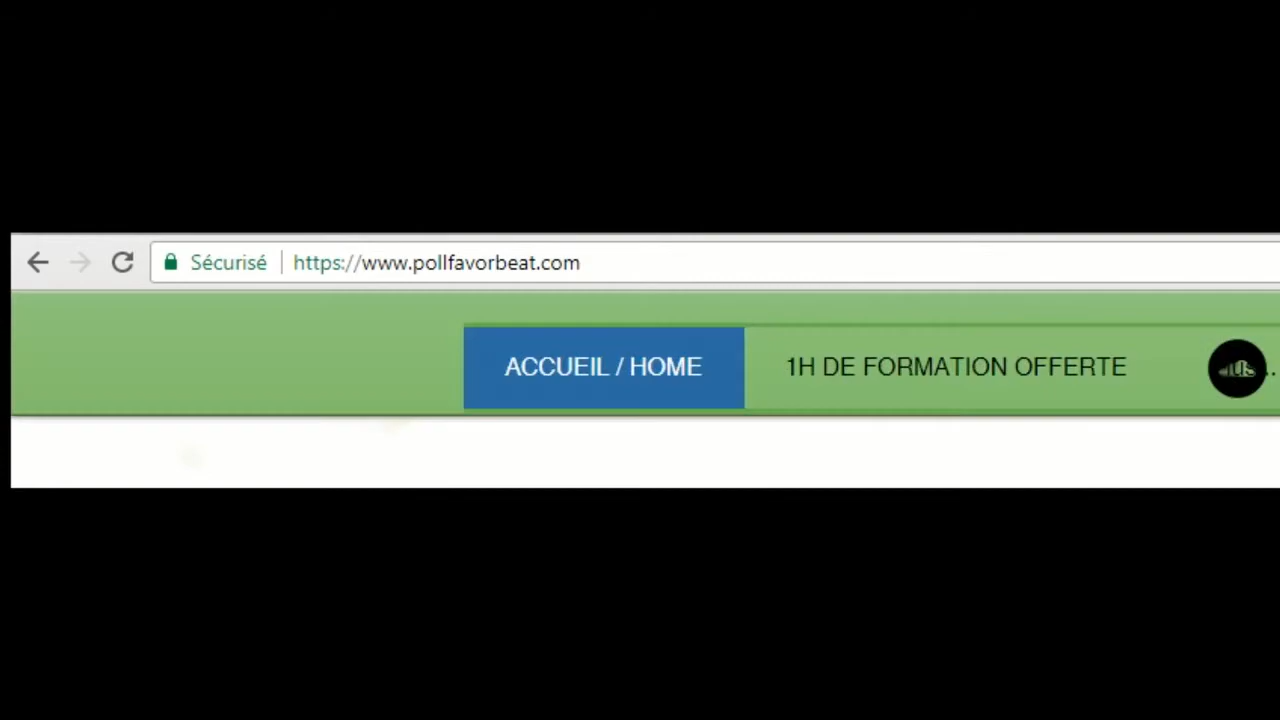 Sécurisé | https://www.pollfavorbeat.com
ACCUEIL / HOME 1H DE FORMATION OFFERTE